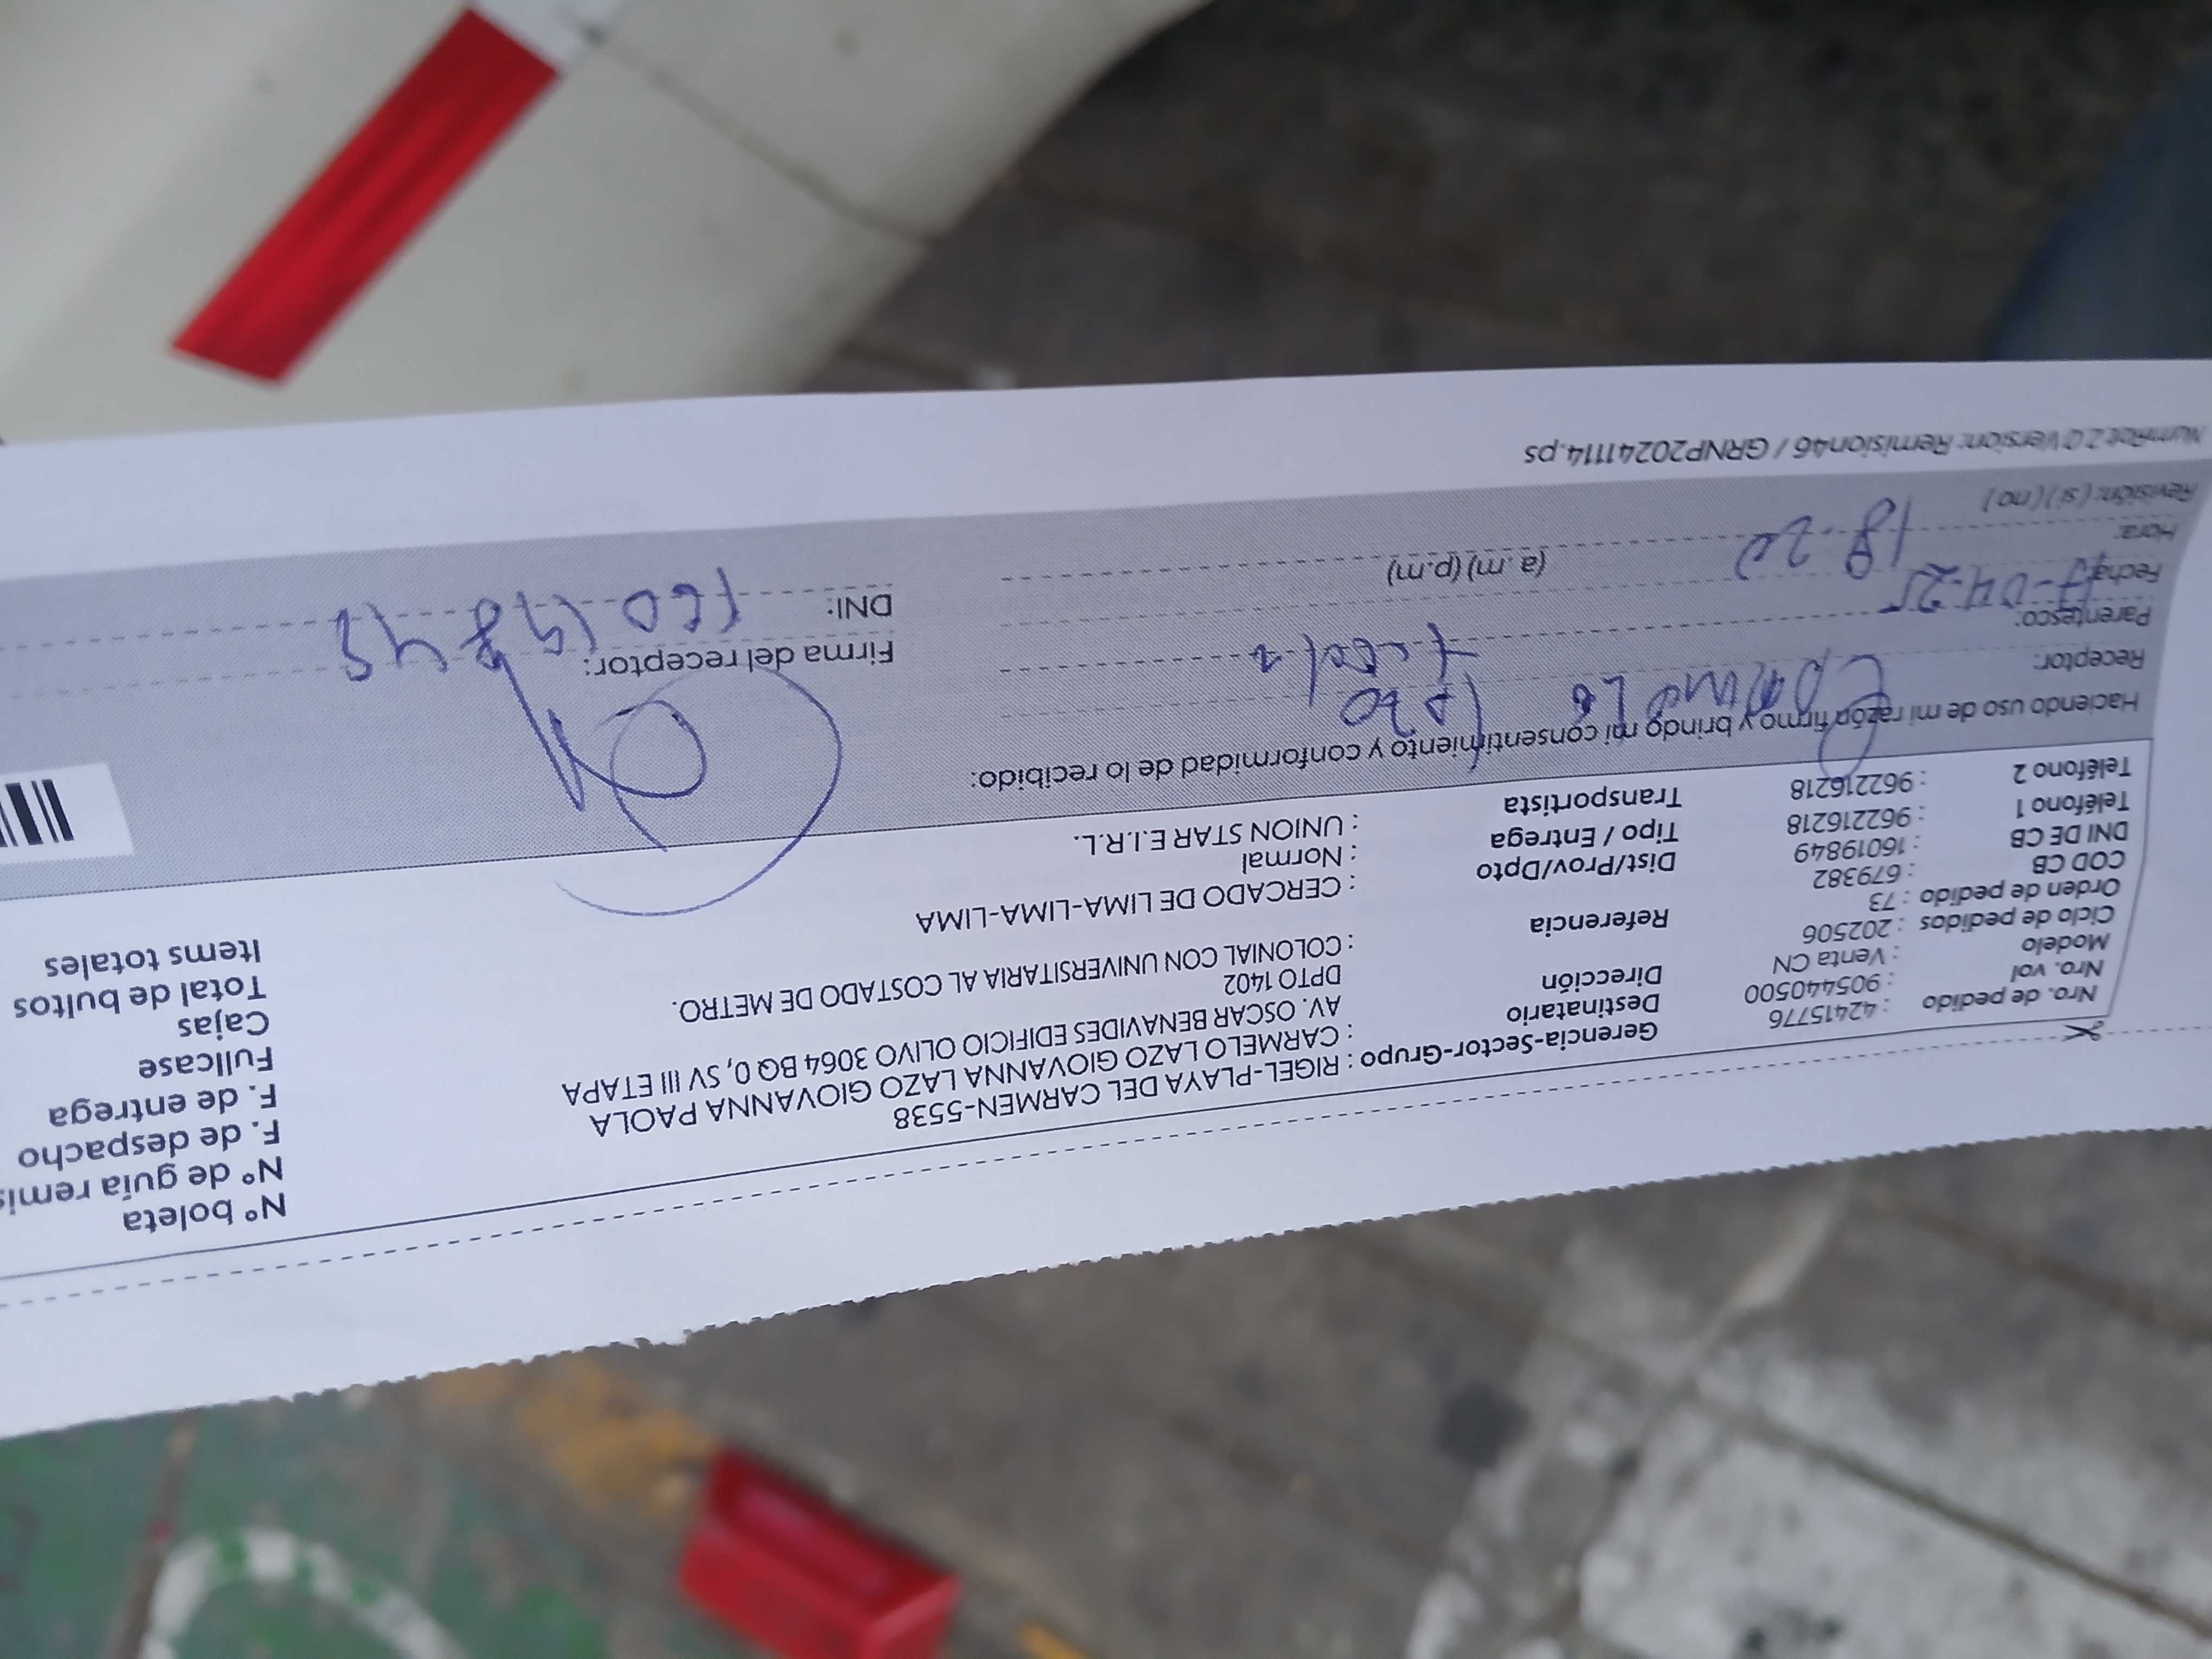 Nro. de pedido : 42415776
Nro. vol : 905440500
Modelo : Venta CN
Ciclo de pedidos : 202506
Orden de pedido : 73
COD CB : 679382
DNI DE CB : 16019849
Teléfono 1 : 962216218
Teléfono 2 : 962216218
Gerencia-Sector-Grupo : RIGEL-PLAYA DEL CARMEN-5538
Destinatario : CARMELO LAZO GIOVANNA LAZO GIOVANNA PAOLA
Dirección AV. OSCAR BENAVIDES EDIFICIO OLIVO 3064 BQ 0, SV III ETAPA
DPTO 1402
Referencia : COLONIAL CON UNIVERSITARIA AL COSTADO DE METRO.
Dist/Prov/Dpto : CERCADO DE LIMA-LIMA-LIMA
Tipo / Entrega : Normal
Transportista : UNION STAR E.I.R.L.
N° boleta
N° de guía remis
F. de despacho
F. de entrega
Fullcase
Cajas
Total de bultos
Items totales
Haciendo uso de mi razón firmo y brindo mi consentimiento y conformidad de lo recibido:
Receptor:
Parentesco:
Fecha:
Hora: 18 20 (a. m) (p.m)
Revisión: ( si ) ( no )
Firma del receptor:
DNI:
Version: Remision46 / GRNP20241114.ps